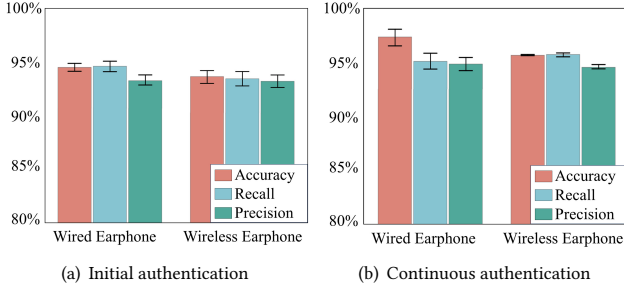 100%
95%
90%
85%
80%
Accuracy
Recall
Precision
Wired Earphone Wireless Earphone
(a) Initial authentication
100%
95%
90%
85%
80%
Accuracy
Recall
Precision
Wired Earphone Wireless Earphone
(b) Continuous authentication